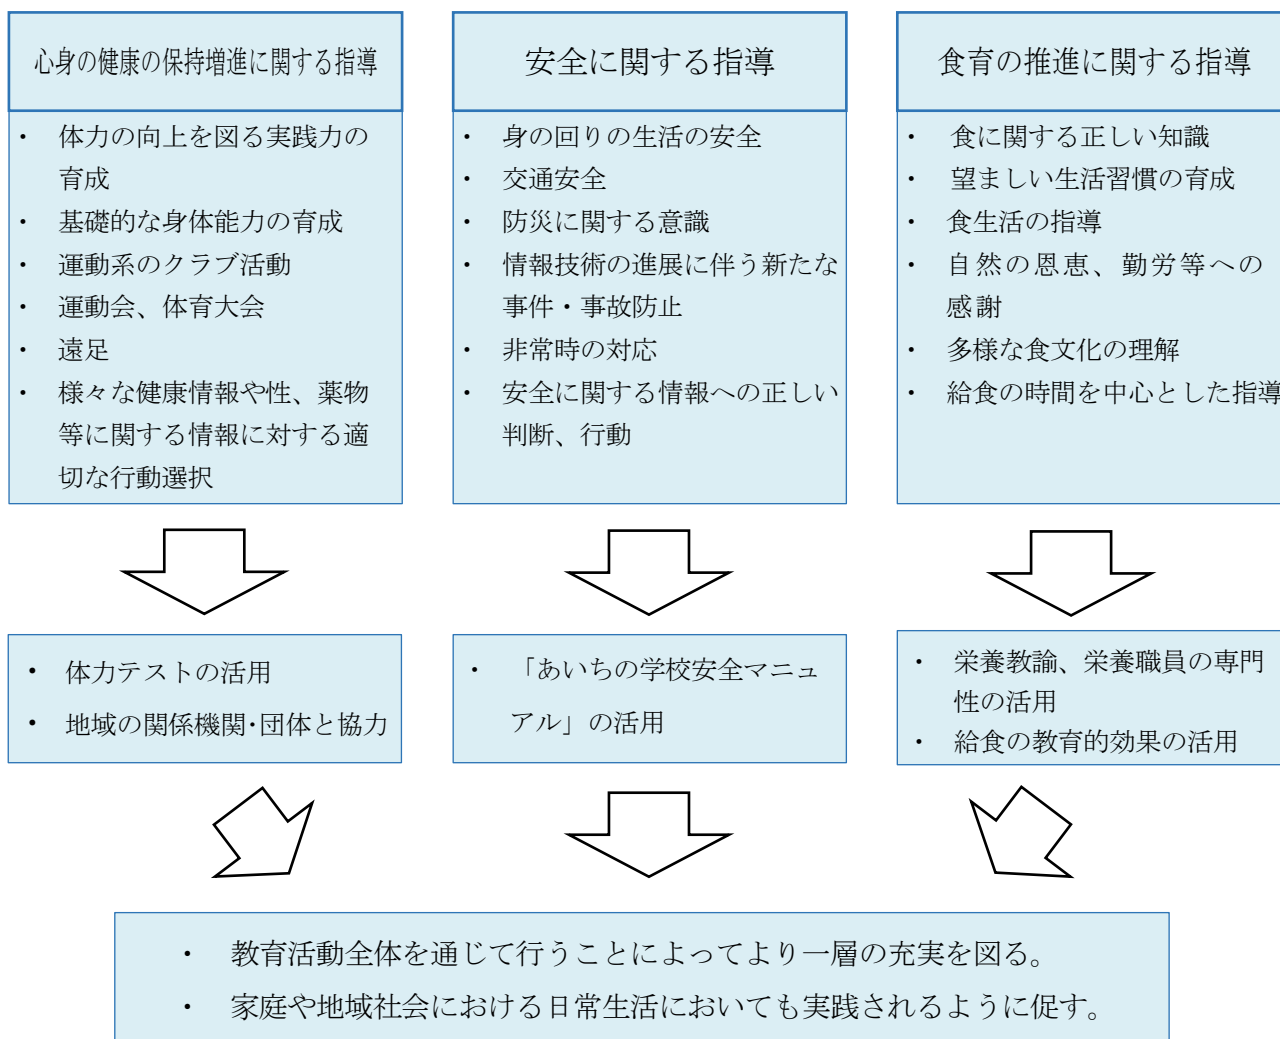 心身の健康の保持増進に関する指導
・ 体力の向上を図る実践力の
育成
・ 基礎的な身体能力の育成
・ 運動系のクラブ活動
・ 運動会、体育大会
・ 遠足
・ 様々な健康情報や性、薬物
等に関する情報に対する適
切な行動選択
安全に関する指導
・ 身の回りの生活の安全
・ 交通安全
・ 防災に関する意識
・ 情報技術の進展に伴う新たな
事件・事故防止
・ 非常時の対応
・ 安全に関する情報への正しい
判断、行動
食育の推進に関する指導
・ 食に関する正しい知識
・ 望ましい生活習慣の育成
・ 食生活の指導
・ 自然の恩恵、勤労等への
感謝
・ 多様な食文化の理解
・ 給食の時間を中心とした指導
・ 体力テストの活用
・ 地域の関係機関・団体と協力
・ 「あいちの学校安全マニュ
アル」の活用
・ 栄養教諭、栄養職員の専門
性の活用
・ 給食の教育的効果の活用
・ 教育活動全体を通じて行うことによってより一層の充実を図る。
・ 家庭や地域社会における日常生活においても実践されるように促す。